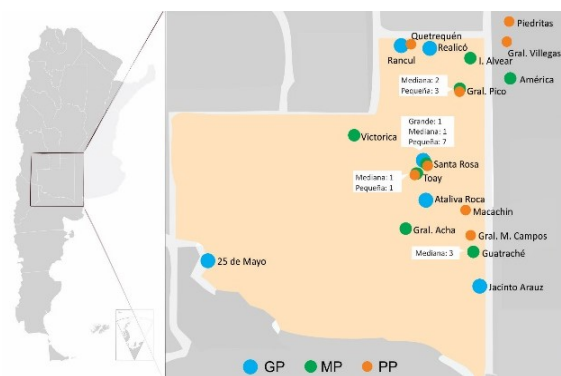 Piedritas
Quetrequén
Realicó
Rancul
Gral. Villegas
I. Alvear
América
Mediana: 2
Pequeña: 3
Gral. Pico
Grande: 1
Mediana: 1
Pequeña: 7
Victorica
Santa Rosa
Mediana: 1
Pequeña: 1
Toay
Ataliva Roca
Macachin
Gral. Acha
Gral. M. Campos
Mediana: 3
Guatraché
25 de Mayo
Jacinto Arauz
GP MP PP